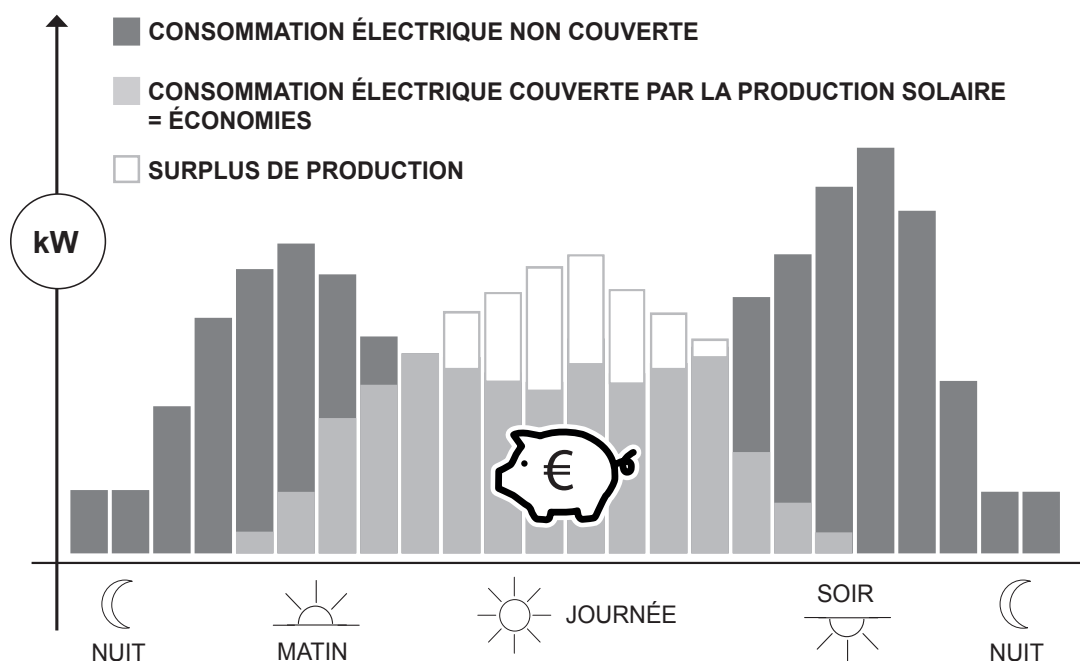 CONSOMMATION ÉLECTRIQUE NON COUVERTE
CONSOMMATION ÉLECTRIQUE COUVERTE PAR LA PRODUCTION SOLAIRE
= ÉCONOMIES
SURPLUS DE PRODUCTION
kW
€
NUIT
MATIN
JOURNÉE
SOIR
NUIT